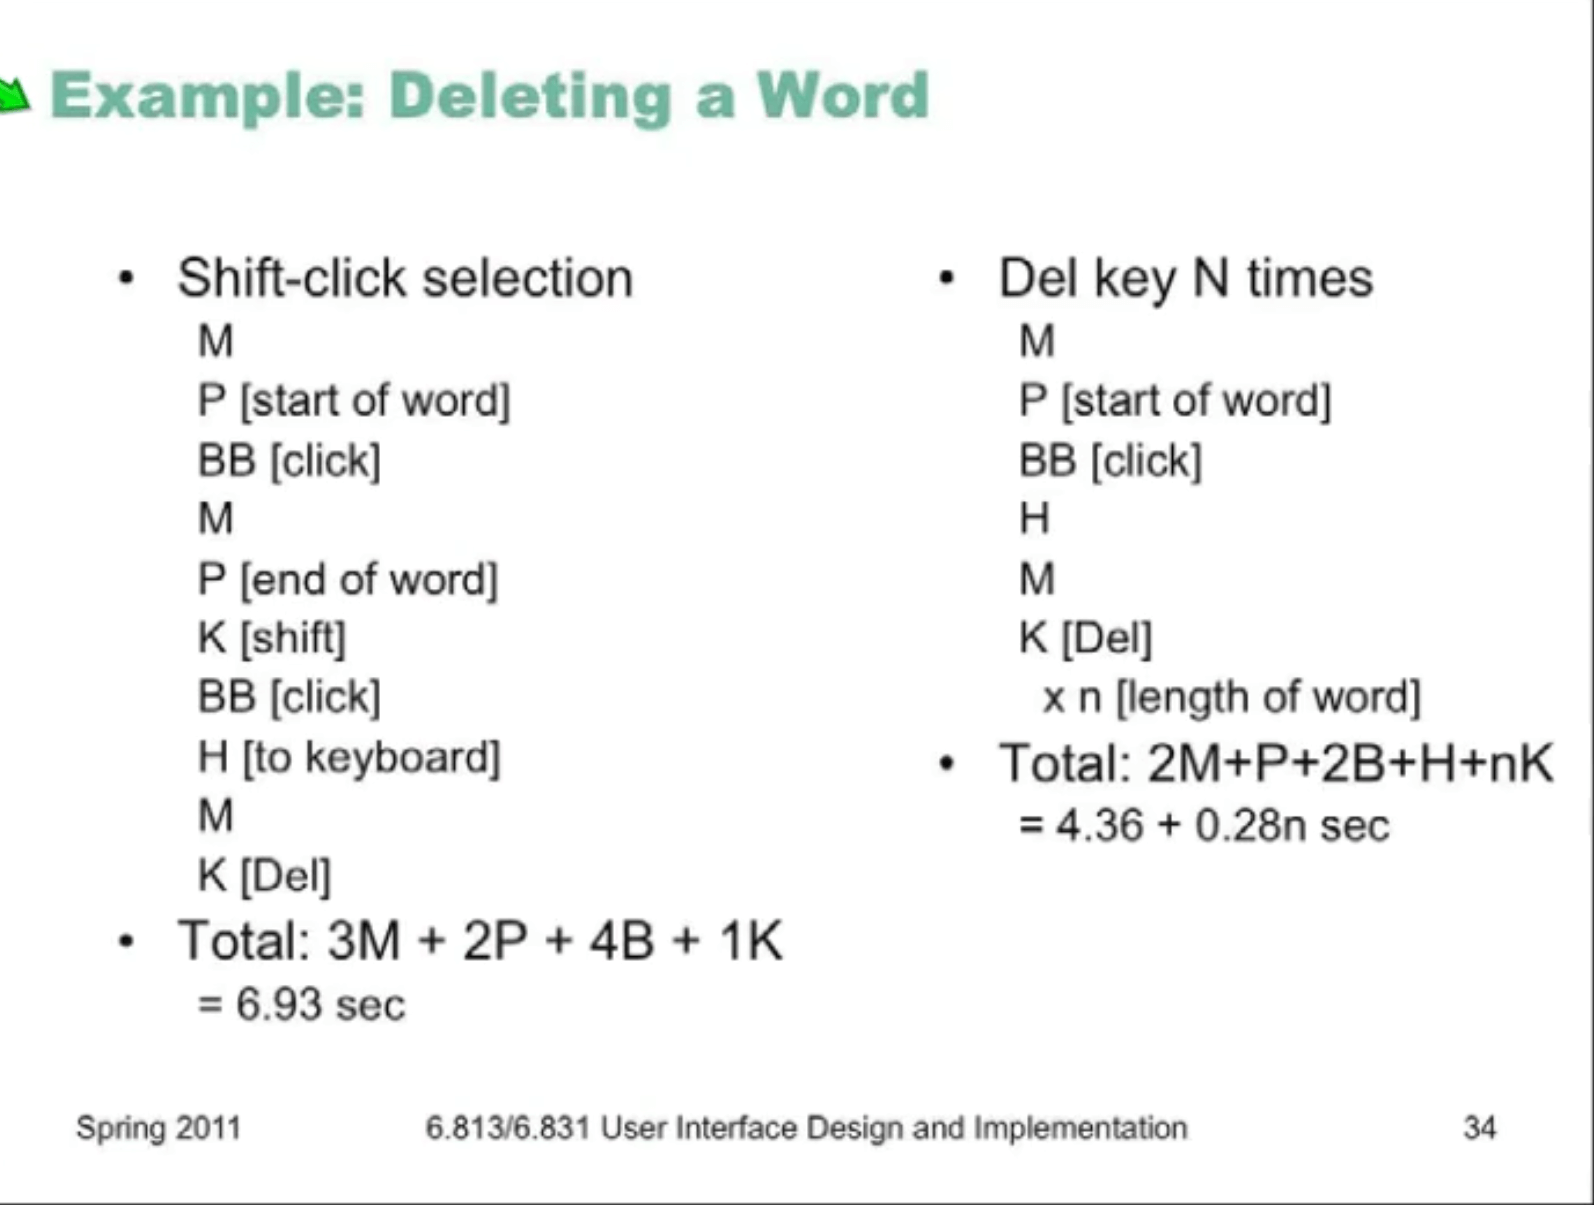 Example: Deleting a Word
• Shift-click selection
M
P [start of word]
BB [click]
M
P [end of word]
K [shift]
BB [click]
H [to keyboard]
M
K [Del]
• Total: 3M + 2P + 4B + 1K
= 6.93 sec
• Del key N times
M
P [start of word]
BB [click]
H
M
K [Del]
x n [length of word]
• Total: 2M+P+2B+H+nK
= 4.36 + 0.28n sec
Spring 2011
6.813/6.831 User Interface Design and Implementation
34